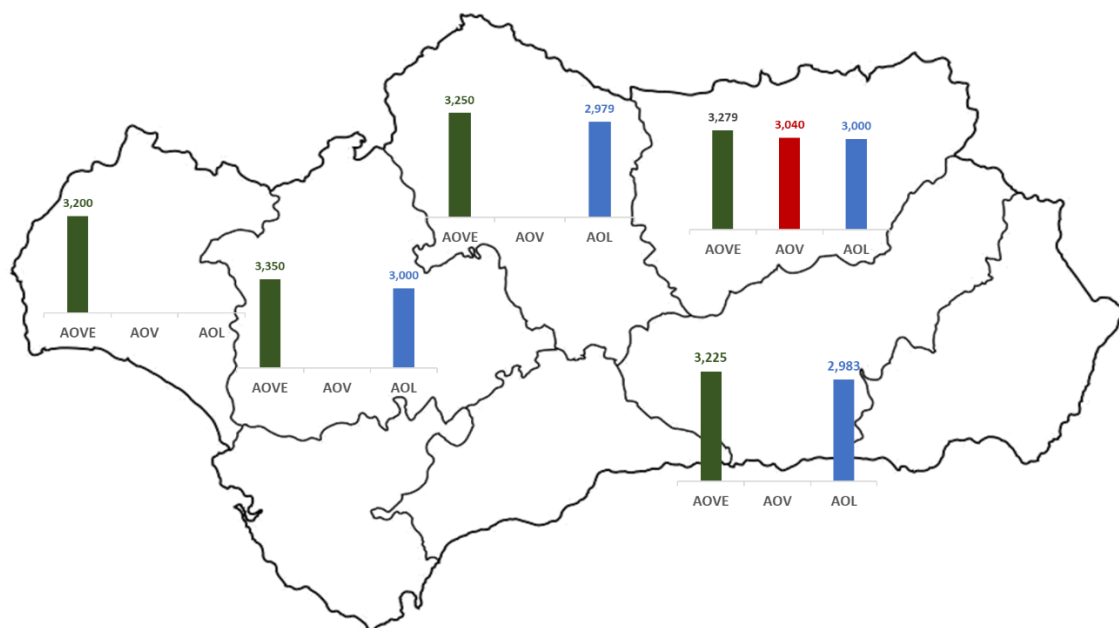 3,200
AOVE AOV AOL
3,350 3,000
AOVE AOV AOL
3,250 2,979
AOVE AOV AOL
3,279 3,040 3,000
AOVE AOV AOL
3,225 2,983
AOVE AOV AOL